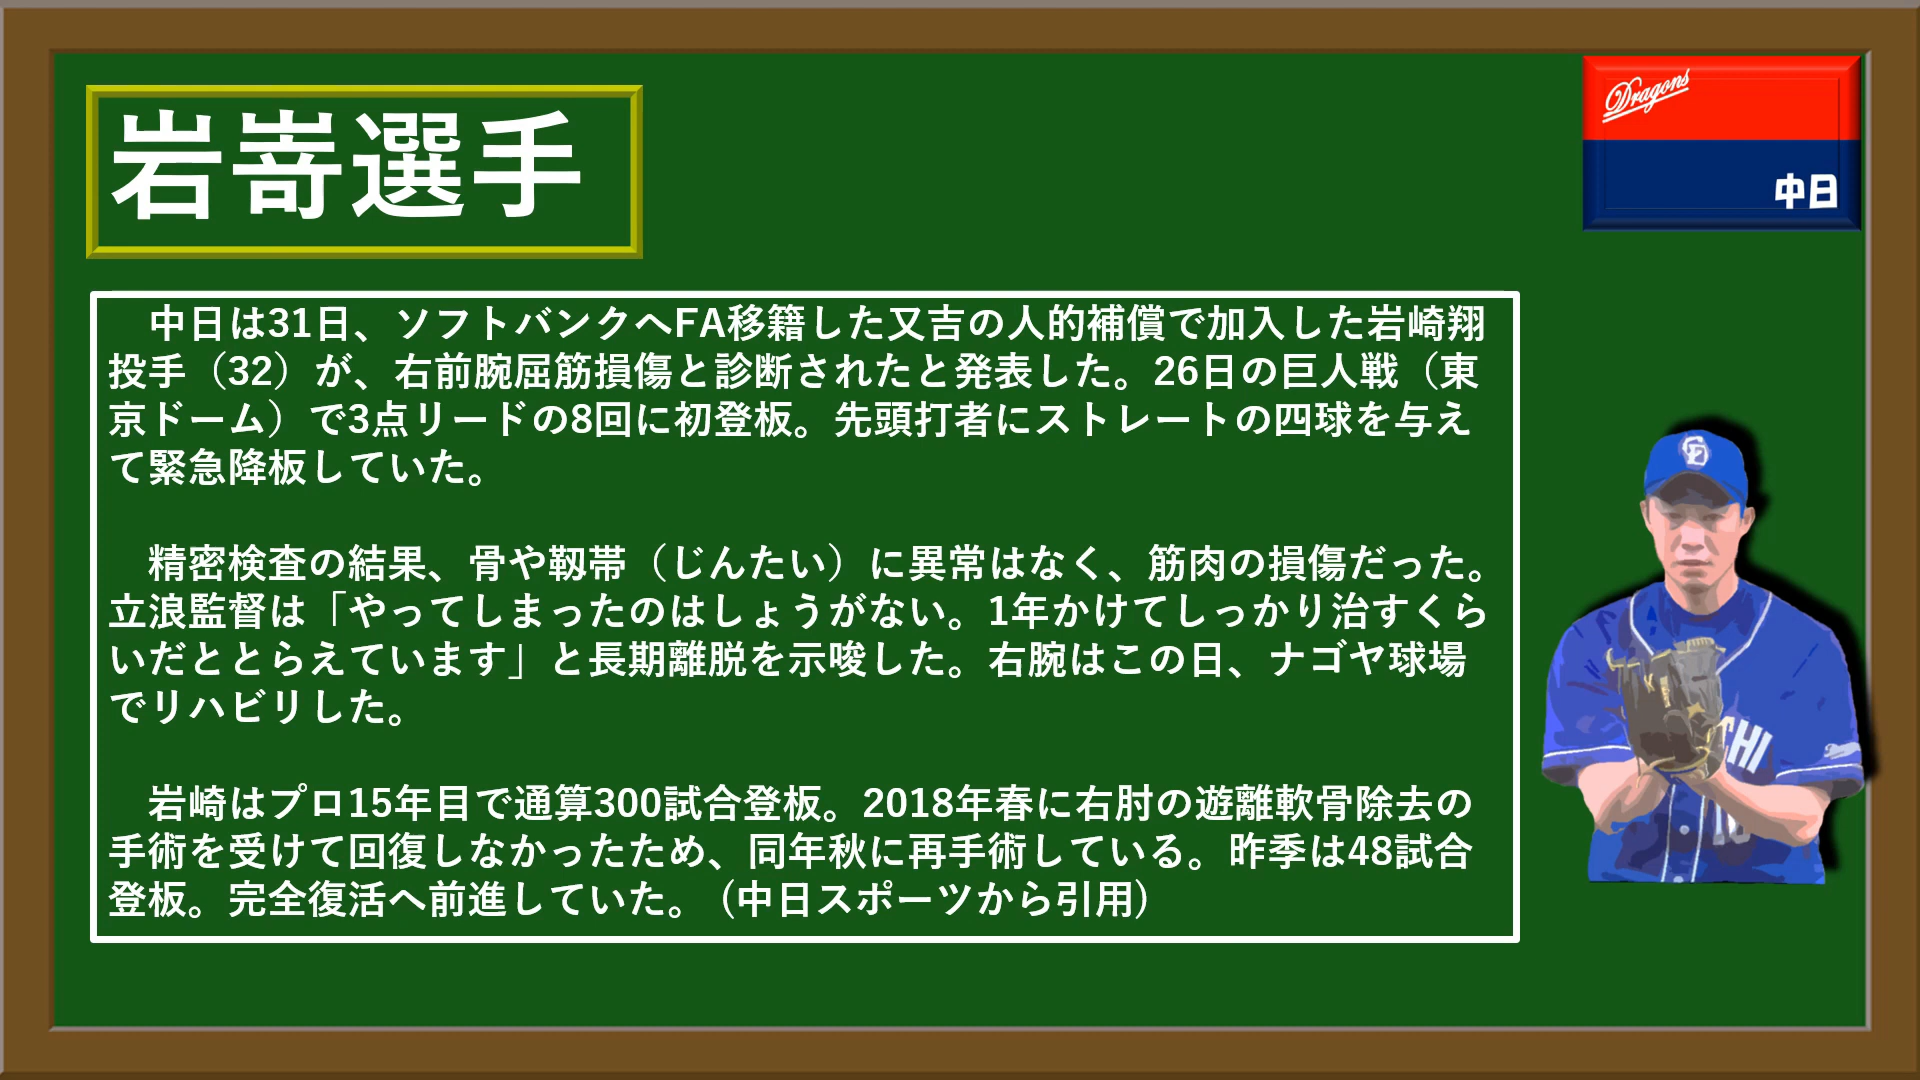 岩嵜選手
Dragons
中日
中日は31日、ソフトバンクへFA移籍した又吉の人的補償で加入した岩崎翔
投手（32）が、右前腕屈筋損傷と診断されたと発表した。26日の巨人戦（東
京ドーム）で3点リードの8回に初登板。先頭打者にストレートの四球を与え
て緊急降板していた。
精密検査の結果、骨や靱帯（じんたい）に異常はなく、筋肉の損傷だった。
立浪監督は「やってしまったのはしょうがない。1年かけてしっかり治すくら
いだととらえています」と長期離脱を示唆した。右腕はこの日、ナゴヤ球場
でリハビリした。
岩崎はプロ15年目で通算300試合登板。2018年春に右肘の遊離軟骨除去の
手術を受けて回復しなかったため、同年秋に再手術している。昨季は48試合
登板。完全復活へ前進していた。（中日スポーツから引用）
CD
CHI